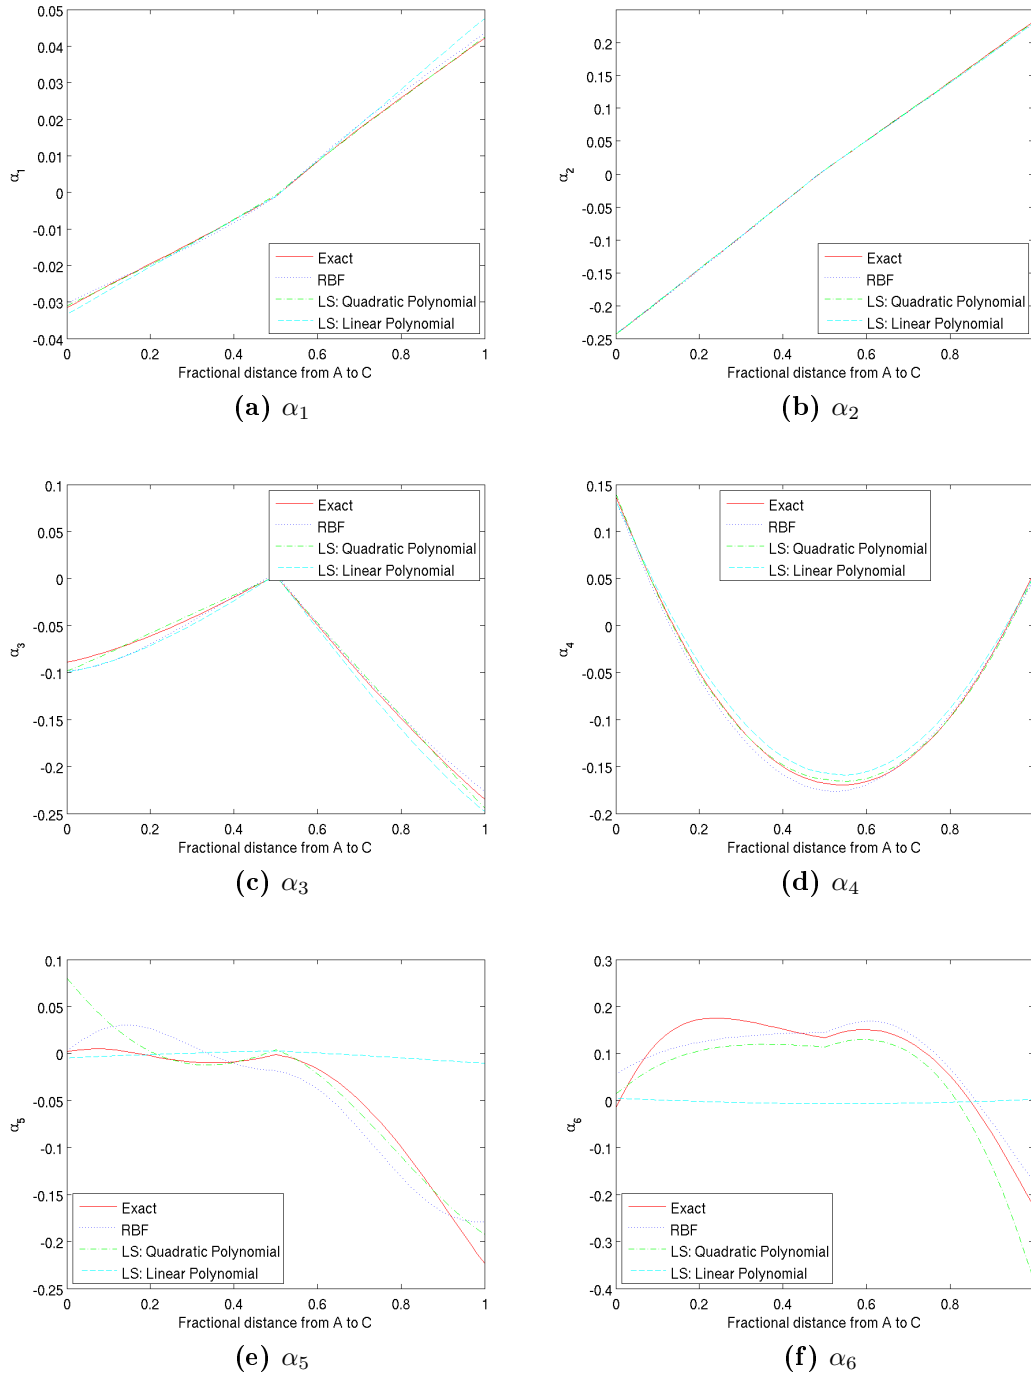 0.05
0.04
0.03
0.02
0.01
0
-0.01
-0.02
-0.03
-0.04
α1
Exact
RBF
LS: Quadratic Polynomial
LS: Linear Polynomial
0 0.2 0.4 0.6 0.8 1
Fractional distance from A to C
(a) α1
0.2
0.15
0.1
0.05
0
-0.05
-0.1
-0.15
-0.2
-0.25
α2
Exact
RBF
LS: Quadratic Polynomial
LS: Linear Polynomial
0 0.2 0.4 0.6 0.8
Fractional distance from A to C
(b) α2
0.1
0.05
0
-0.05
-0.1
-0.15
-0.2
-0.25
α3
Exact
RBF
LS: Quadratic Polynomial
LS: Linear Polynomial
0 0.2 0.4 0.6 0.8 1
Fractional distance from A to C
(c) α3
0.15
0.1
0.05
0
-0.05
-0.1
-0.15
-0.2
α4
Exact
RBF
LS: Quadratic Polynomial
LS: Linear Polynomial
0 0.2 0.4 0.6 0.8
Fractional distance from A to C
(d) α4
0.1
0.05
0
-0.05
-0.1
-0.15
-0.2
-0.25
α5
Exact
RBF
LS: Quadratic Polynomial
LS: Linear Polynomial
0 0.2 0.4 0.6 0.8 1
Fractional distance from A to C
(e) α5
0.3
0.2
0.1
0
-0.1
-0.2
-0.3
-0.4
α6
Exact
RBF
LS: Quadratic Polynomial
LS: Linear Polynomial
0 0.2 0.4 0.6 0.8
Fractional distance from A to C
(f) α6